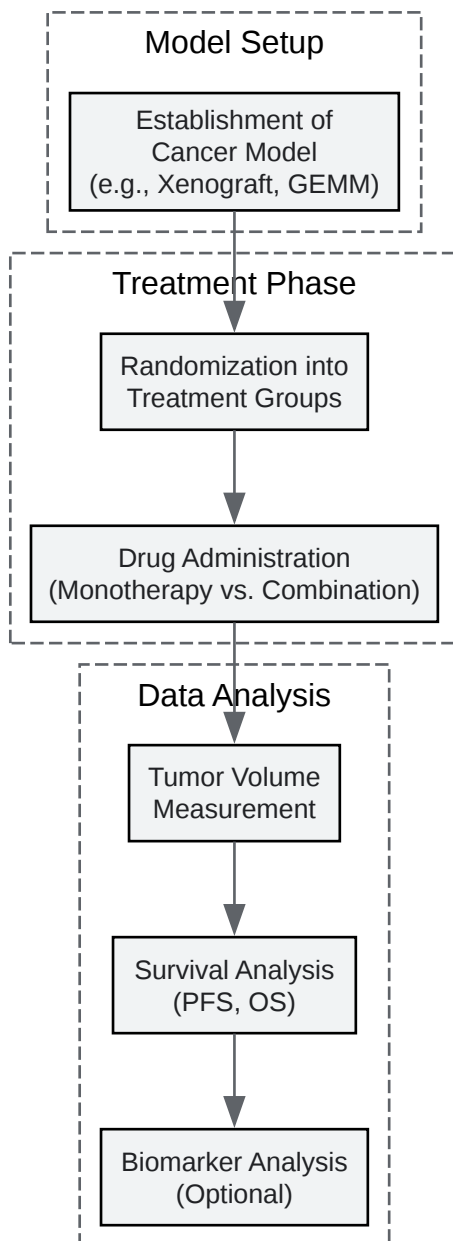 Model Setup
Establishment of
Cancer Model
(e.g., Xenograft, GEMM)
Treatment Phase
Randomization into
Treatment Groups
Drug Administration
(Monotherapy vs. Combination)
Data Analysis
Tumor Volume
Measurement
Survival Analysis
(PFS, OS)
Biomarker Analysis
(Optional)